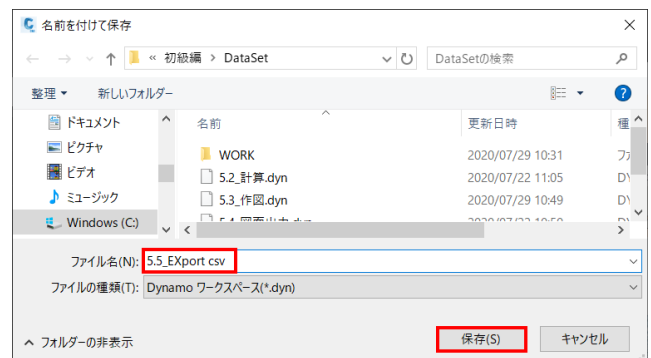 名前を付けて保存
« 初級編 > DataSet
DataSetの検索
整理
新しいフォルダー
ドキュメント
ピクチャ
ビデオ
ミュージック
Windows (C:)
名前
更新日時
種
WORK
2020/07/29 10:31
5.2_計算.dyn
2020/07/22 11:05
5.3_作図.dyn
2020/07/29 10:49
ファイル名(N):
5.5_EXport csv
ファイルの種類(T):
Dynamo ワークスペース(*.dyn)
フォルダーの非表示
保存(S)
キャンセル